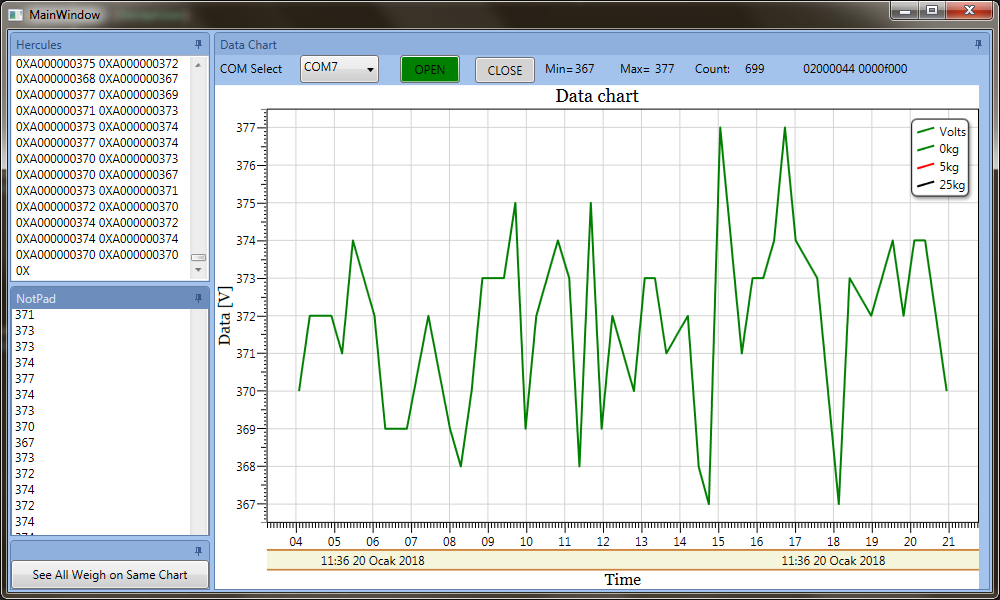 MainWindow
Hercules
0XA000000375 0XA000000372
0XA000000368 0XA000000367
0XA000000377 0XA000000369
0XA000000371 0XA000000373
0XA000000373 0XA000000374
0XA000000377 0XA000000374
0XA000000370 0XA000000373
0XA000000370 0XA000000367
0XA000000373 0XA000000371
0XA000000372 0XA000000370
0XA000000374 0XA000000372
0XA000000374 0XA000000374
0XA000000370 0XA000000370
0X
NotPad
371
373
373
374
377
374
373
370
367
373
372
374
372
374
See All Weigh on Same Chart
Data Chart
COM Select COM7 OPEN CLOSE Min= 367 Max= 377 Count: 699 02000044 0000f000
Data chart
Volts
0kg
5kg
25kg
Data [V]
377
376
375
374
373
372
371
370
369
368
367
04 05 06 07 08 09 10 11 12 13 14 15 16 17 18 19 20 21
11:36 20 Ocak 2018 11:36 20 Ocak 2018
Time